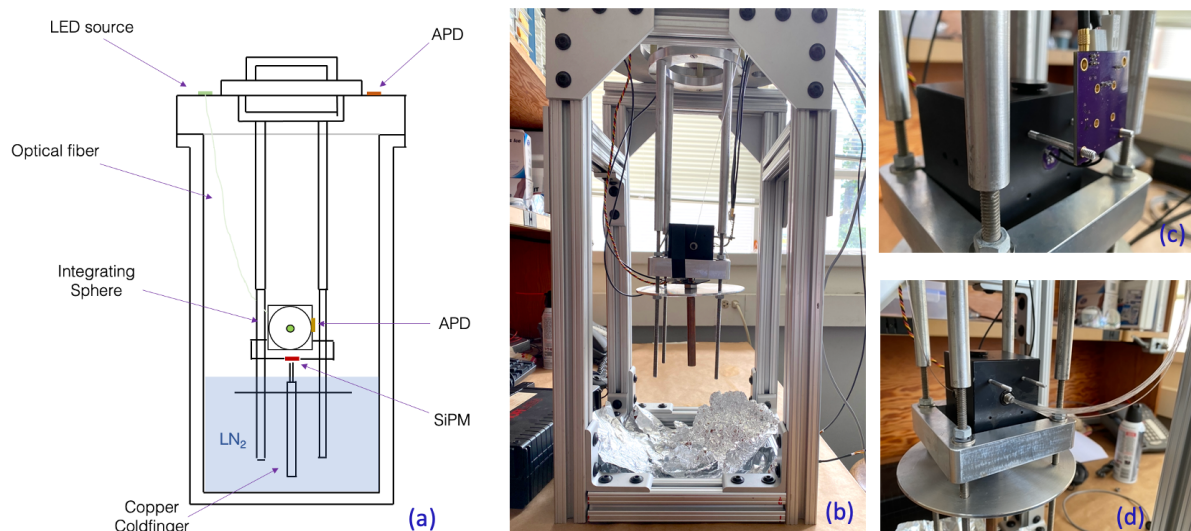 LED source
APD
Optical fiber
Integrating
Sphere
APD
SiPM
LN2
Copper
Coldfinger
(a)
(b)
(c)
(d)